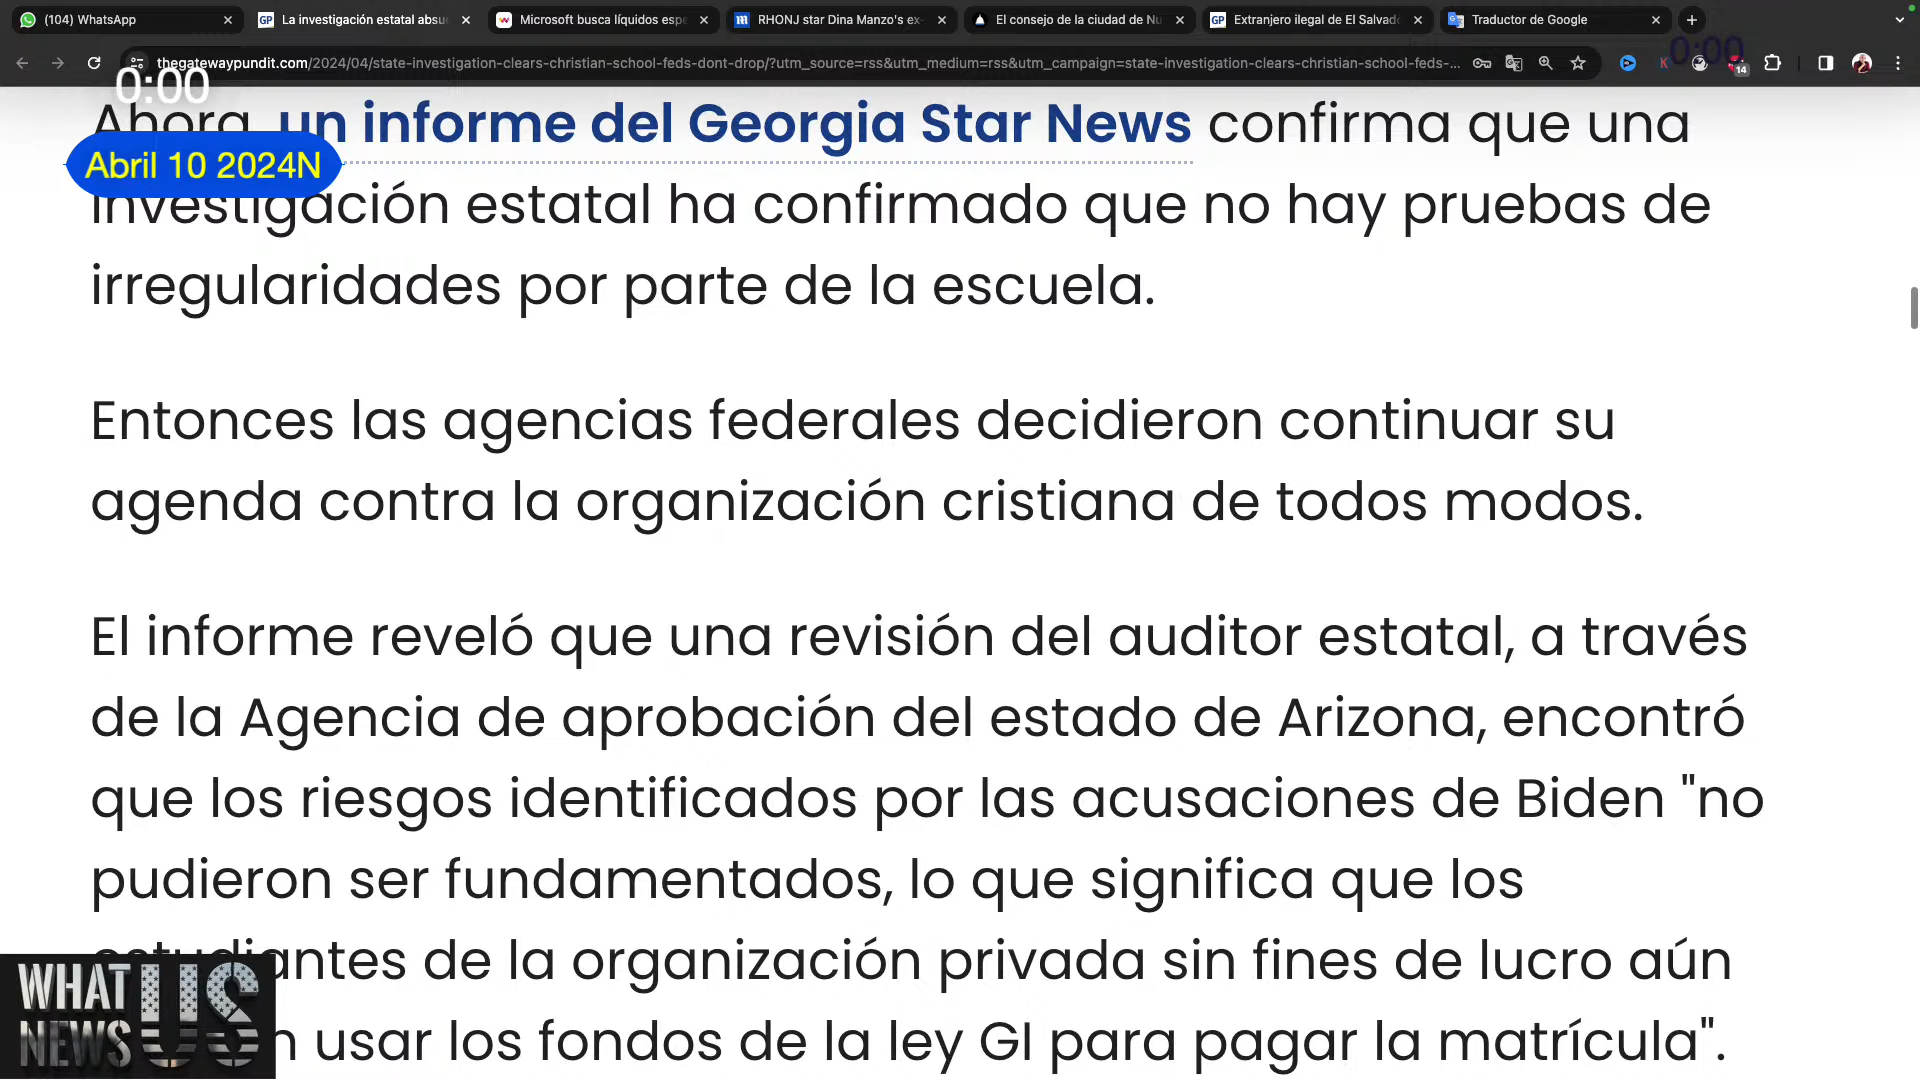 (104) WhatsApp
La investigación estatal absu
Microsoft busca líquidos espe
RHONJ star Dina Manzo's ex-
El consejo de la ciudad de Nu
Extranjero ilegal de El Salvado
Traductor de Google
thegatewaypundit.com/2024/04/state-investigation-clears-christian-school-feds-dont-drop/?utm_source=rss&utm_medium=rss&utm_campaign=state-investigation-clears-christian-school-feds-...
14
0:00
0:00
Ahora, un informe del Georgia Star News confirma que una
Abril 10 2024N
investigación estatal ha confirmado que no hay pruebas de
irregularidades por parte de la escuela.
Entonces las agencias federales decidieron continuar su
agenda contra la organización cristiana de todos modos.
El informe reveló que una revisión del auditor estatal, a través
de la Agencia de aprobación del estado de Arizona, encontró
que los riesgos identificados por las acusaciones de Biden "no
pudieron ser fundamentados, lo que significa que los
estudiantes de la organización privada sin fines de lucro aún
usar los fondos de la ley GI para pagar la matrícula".
WHAT
NEWS
US